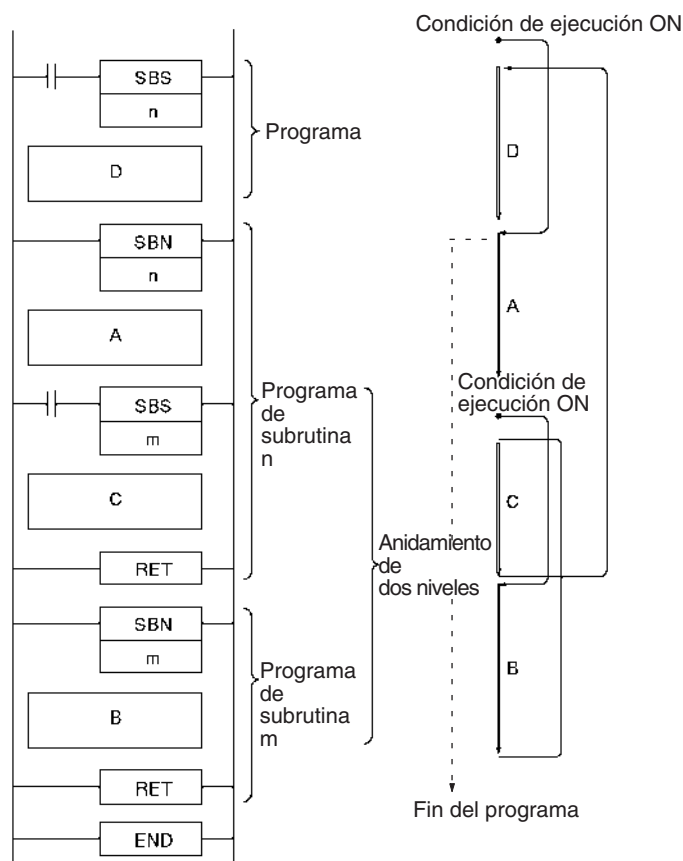 SBS
n
D
Programa
SBN
n
A
SBS
m
C
RET
Programa
de
subrutina
n
SBN
m
B
RET
Programa
de
subrutina
m
END
Anidamiento
de
dos niveles
Condición de ejecución ON
D
A
Condición de
ejecución ON
C
B
Fin del programa